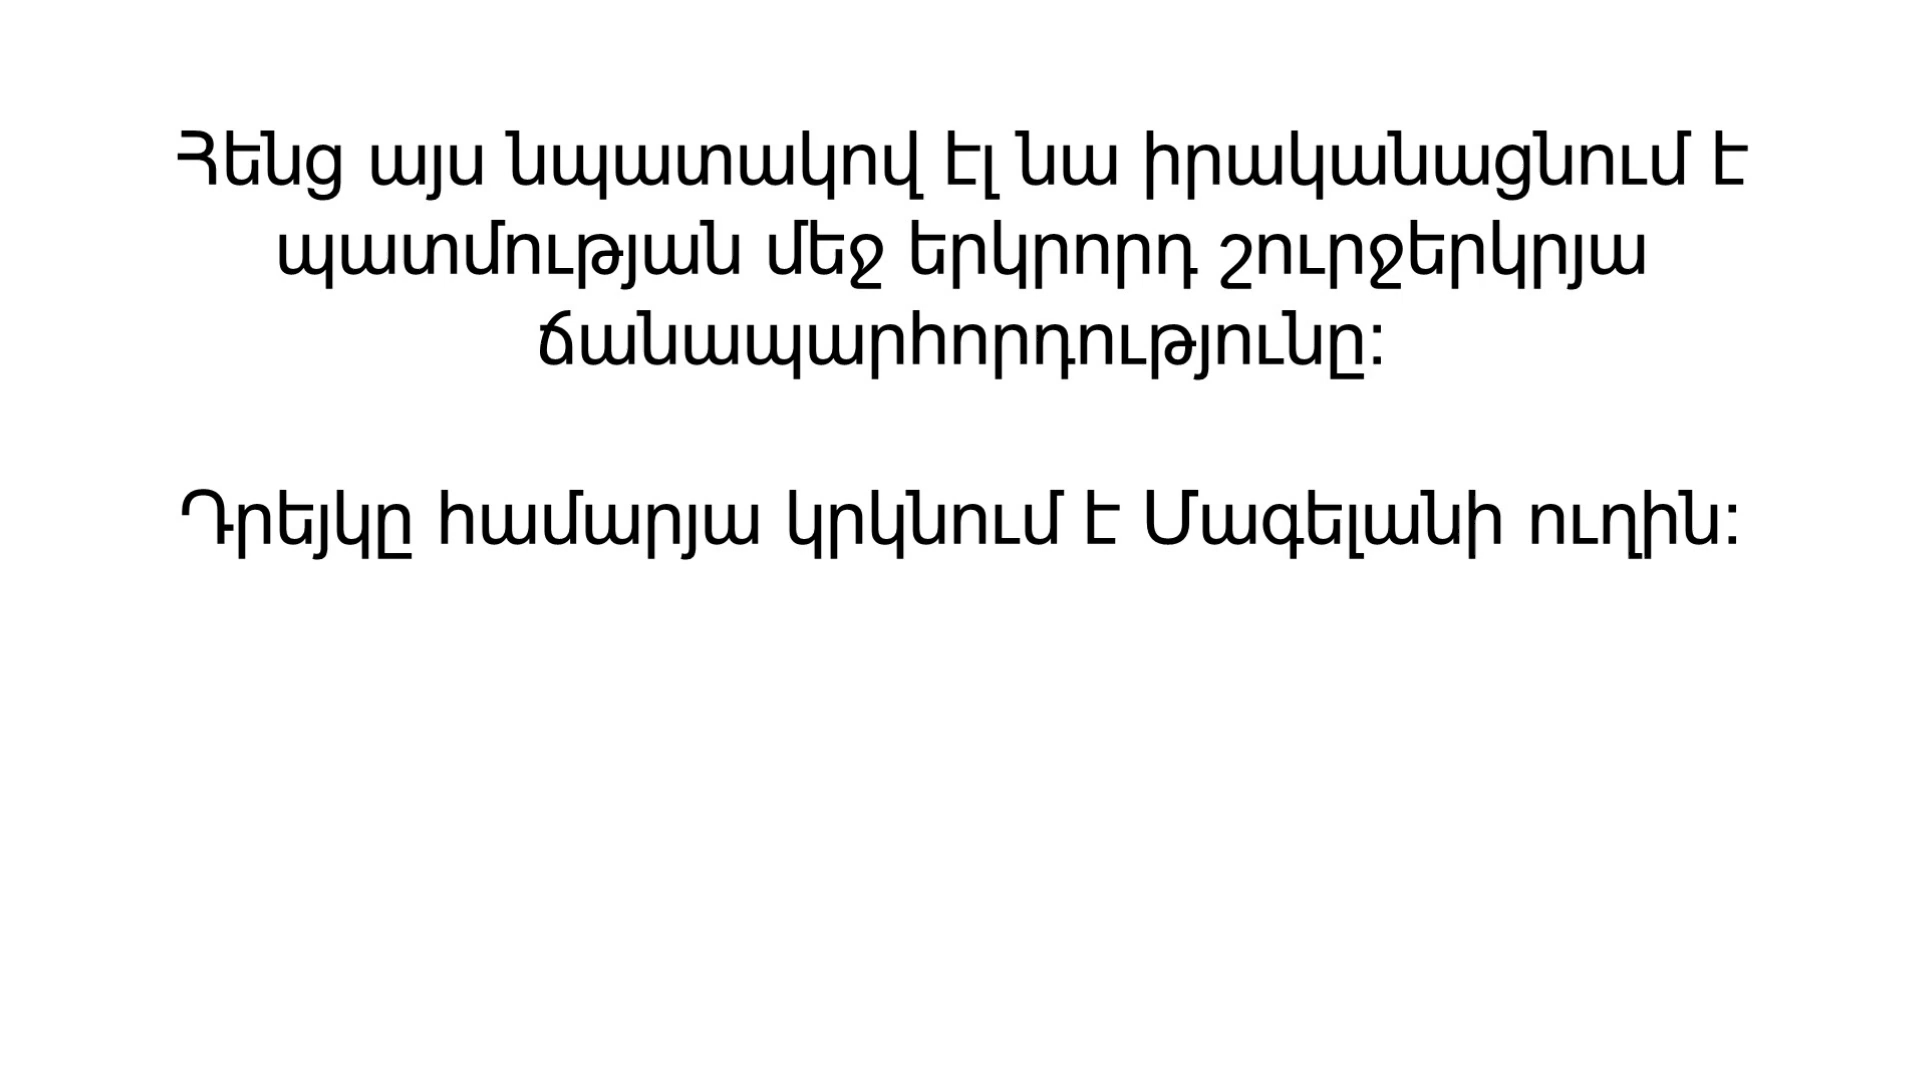 Հենց այս նպատակով էլ նա իրականացնում է
պատմության մեջ երկրորդ շուրջերկրյա
ճանապարհորդությունը:
Դրեյկը համարյա կրկնում է Մագելանի ուղին: